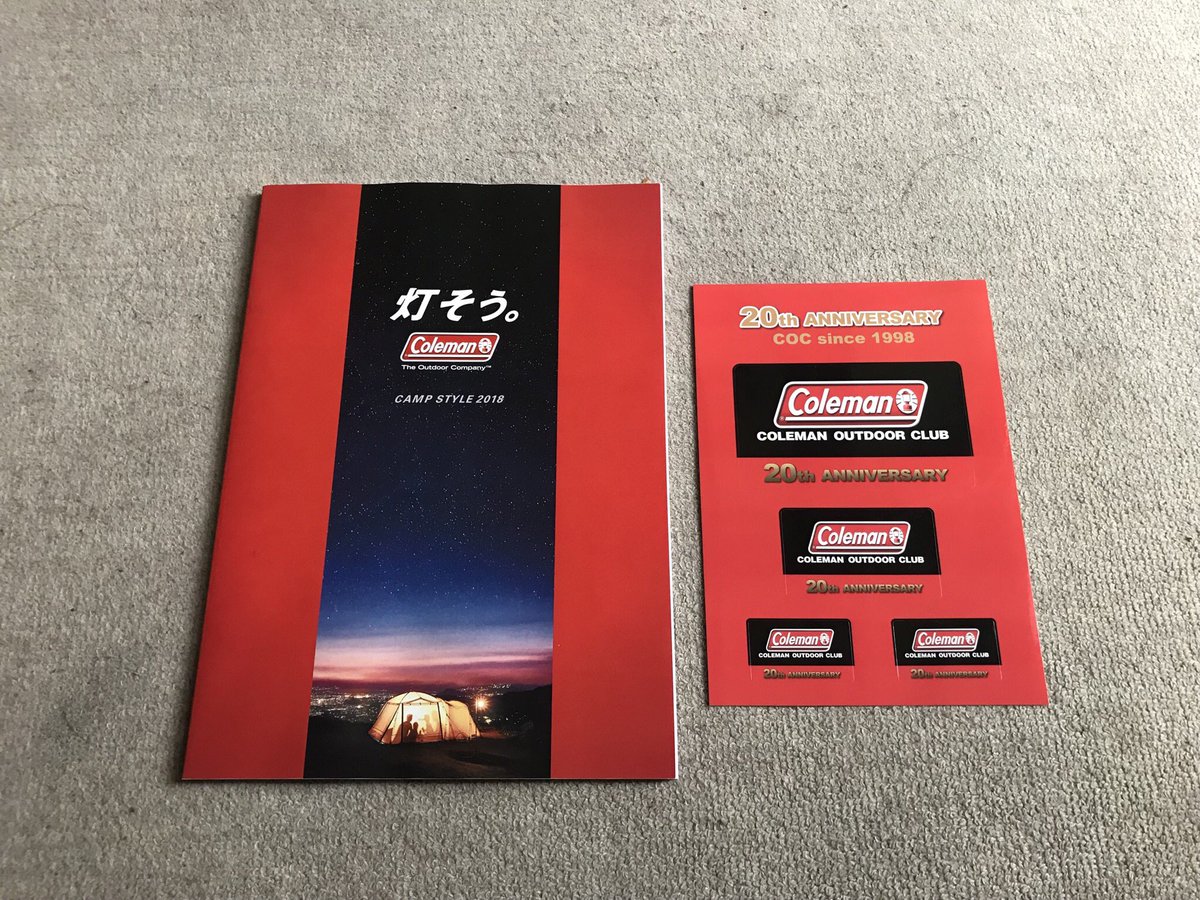 灯そう。
Coleman
The Outdoor Company™
CAMP STYLE 2018
20th ANNIVERSARY
COC since 1998
Coleman
COLEMAN OUTDOOR CLUB
20th ANNIVERSARY
Coleman
COLEMAN OUTDOOR CLUB
20th ANNIVERSARY
Coleman
COLEMAN OUTDOOR CLUB
20th ANNIVERSARY
Coleman
COLEMAN OUTDOOR CLUB
20th ANNIVERSARY